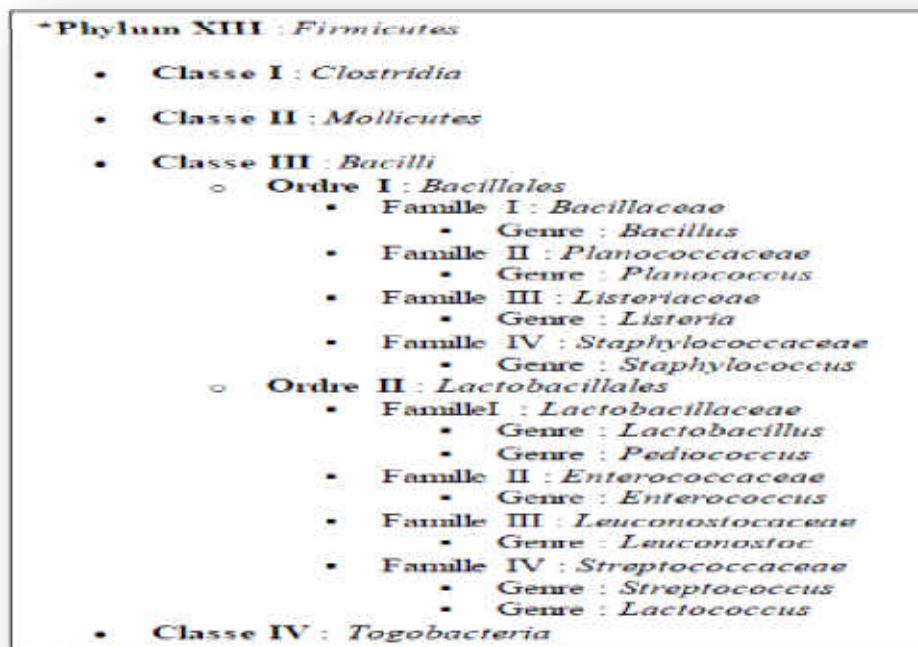 *Phylum XIII : Firmicutes
• Classe I : Clostridia
• Classe II : Mollicutes
• Classe III : Bacilli
o Ordre I : Bacillales
▪ Famille I : Bacillaceae
▪ Genre : Bacillus
▪ Famille II : Planococcaceae
▪ Genre : Planococcus
▪ Famille III : Listeriaceae
▪ Genre : Listeria
▪ Famille IV : Staphylococcaceae
▪ Genre : Staphylococcus
o Ordre II : Lactobacillales
▪ FamilleI : Lactobacillaceae
▪ Genre : Lactobacillus
▪ Genre : Pediococcus
▪ Famille II : Enterococcaceae
▪ Genre : Enterococcus
▪ Famille III : Leuconostocaceae
▪ Genre : Leuconostoc
▪ Famille IV : Streptococcaceae
▪ Genre : Streptococcus
▪ Genre : Lactococcus
• Classe IV : Togobacteria